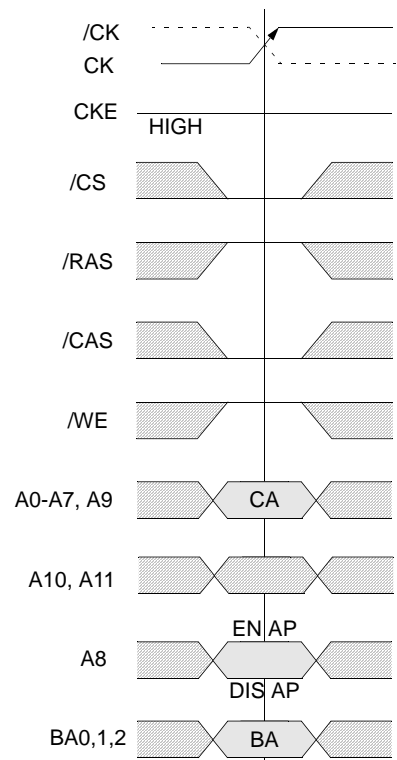 /CK
CK
CKE
HIGH
/CS
/RAS
/CAS
/WE
A0-A7, A9
CA
A10, A11
EN AP
A8
DIS AP
BA0,1,2
BA